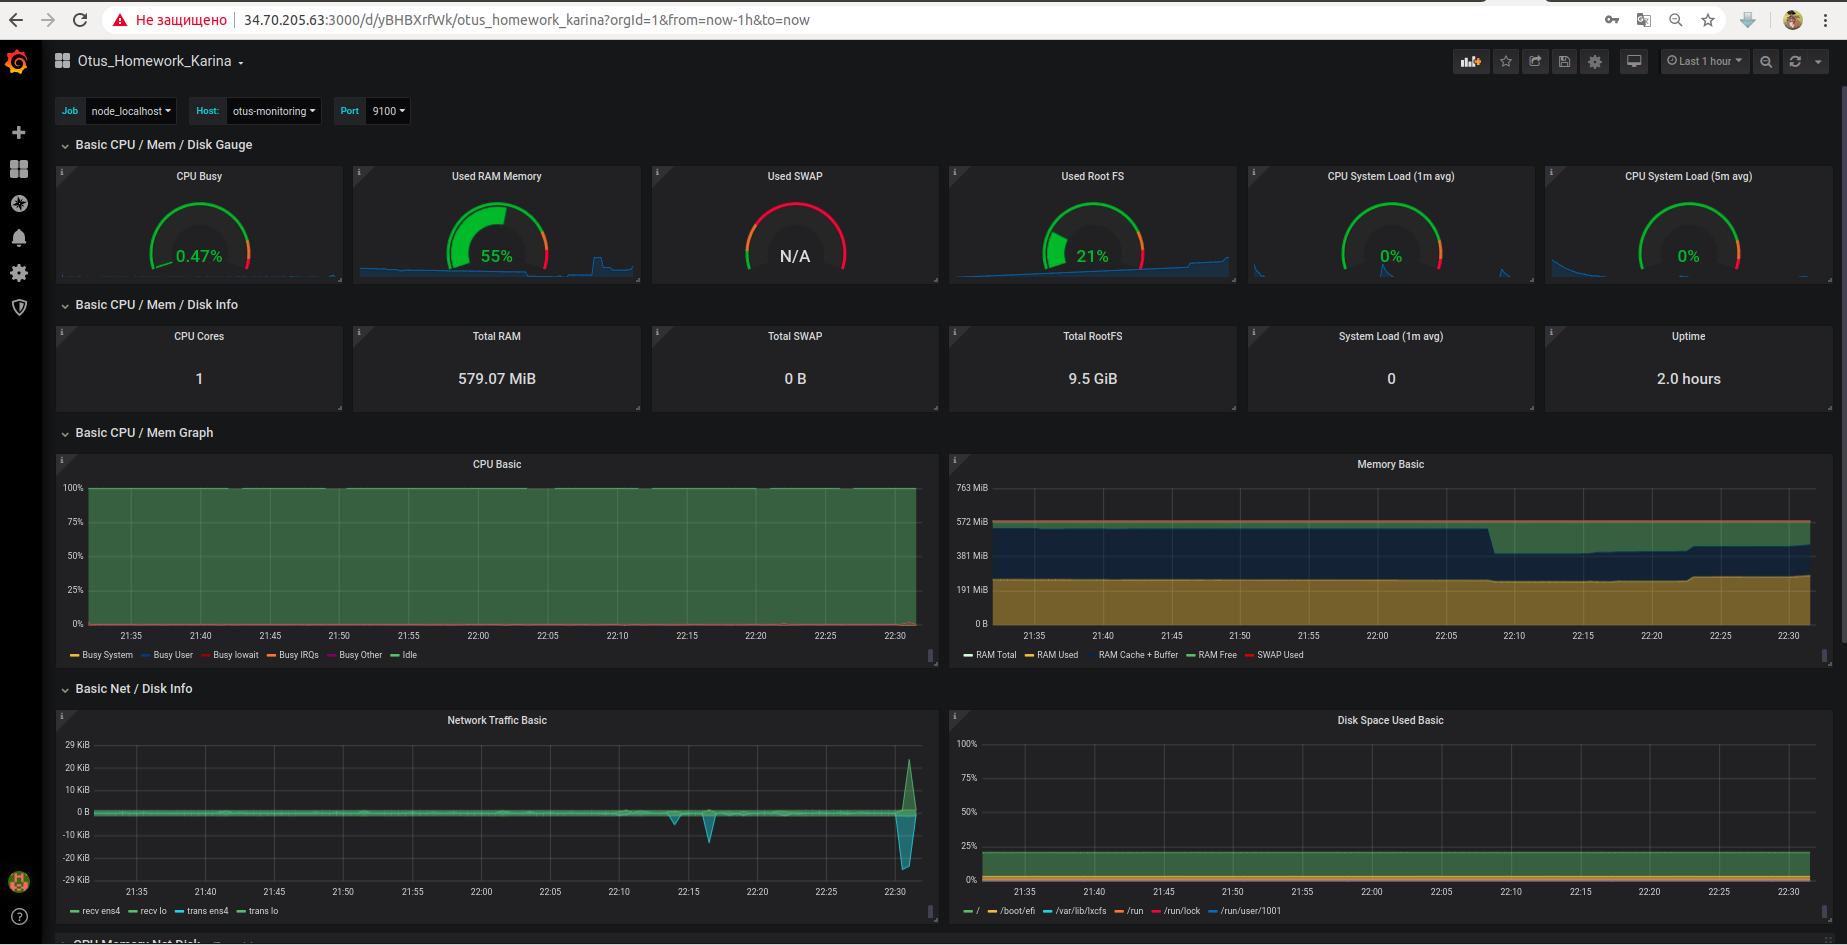 Не защищено 34.70.205.63:3000/d/yBHBXrfWk/otus_homework_karina?orgId=1&from=now-1h&to=now
Otus_Homework_Karina
Last 1 hour
Job node_localhost Host: otus-monitoring Port 9100
Basic CPU / Mem / Disk Gauge
CPU Busy
0.47%
Used RAM Memory
55%
Used SWAP
N/A
Used Root FS
21%
CPU System Load (1m avg)
0%
CPU System Load (5m avg)
0%
Basic CPU / Mem / Disk Info
CPU Cores
1
Total RAM
579.07 MiB
Total SWAP
0 B
Total RootFS
9.5 GiB
System Load (1m avg)
0
Uptime
2.0 hours
Basic CPU / Mem Graph
CPU Basic
100%
75%
50%
25%
0%
21:35 21:40 21:45 21:50 21:55 22:00 22:05 22:10 22:15 22:20 22:25 22:30
Busy System Busy User Busy Iowait Busy IRQs Busy Other Idle
Memory Basic
763 MiB
572 MiB
381 MiB
191 MiB
0 B
21:35 21:40 21:45 21:50 21:55 22:00 22:05 22:10 22:15 22:20 22:25 22:30
RAM Total RAM Used RAM Cache + Buffer RAM Free SWAP Used
Basic Net / Disk Info
Network Traffic Basic
29 KiB
20 KiB
10 KiB
0 B
-10 KiB
-20 KiB
-29 KiB
21:35 21:40 21:45 21:50 21:55 22:00 22:05 22:10 22:15 22:20 22:25 22:30
recv ens4 recv lo trans ens4 trans lo
Disk Space Used Basic
100%
75%
50%
25%
0%
21:35 21:40 21:45 21:50 21:55 22:00 22:05 22:10 22:15 22:20 22:25 22:30
/ /boot/efi /var/lib/lxcfs /run /run/lock /run/user/1001
CPU Memory Net Disk